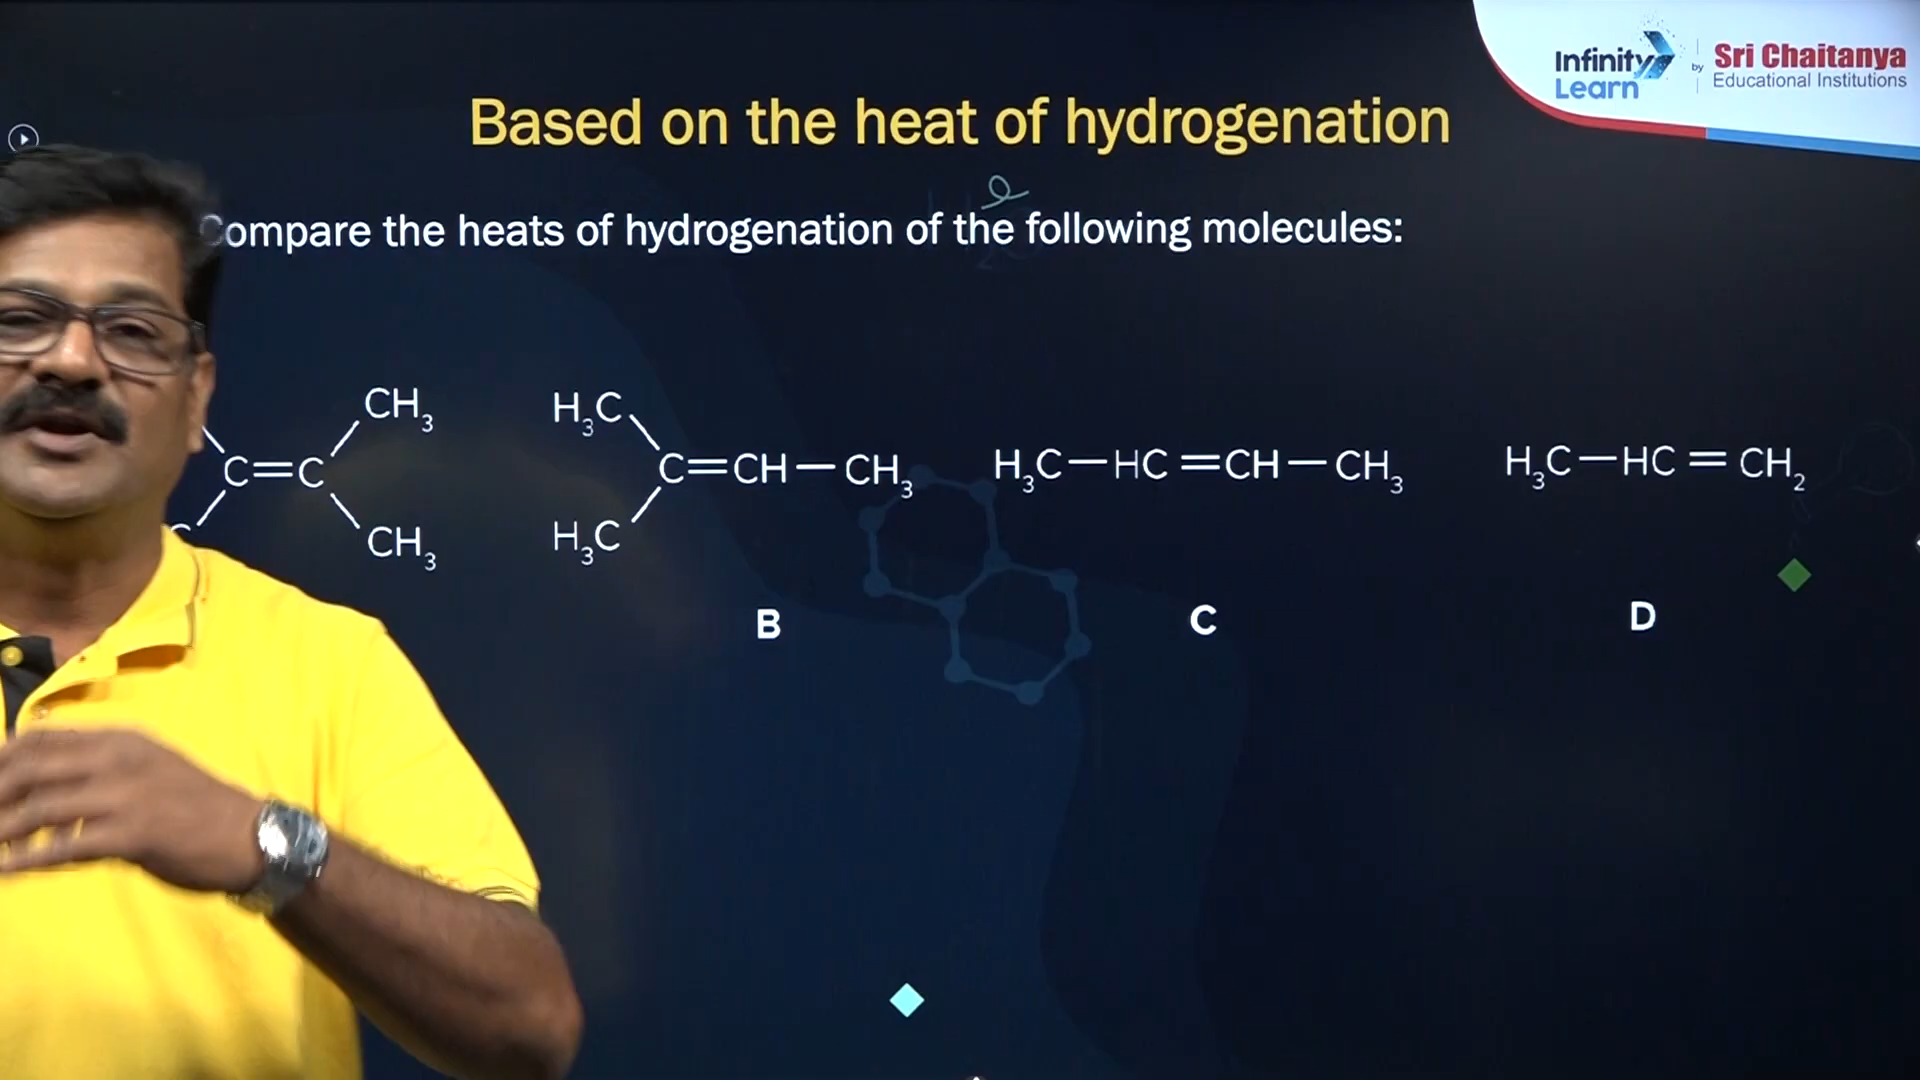 Infinity Learn by Sri Chaitanya Educational Institutions
Based on the heat of hydrogenation
Compare the heats of hydrogenation of the following molecules:
CH₃
C=C
CH₃
H₃C
C=CH—CH₃
H₃C
H₃C—HC=CH—CH₃
H₃C—HC=CH₂
B
C
D